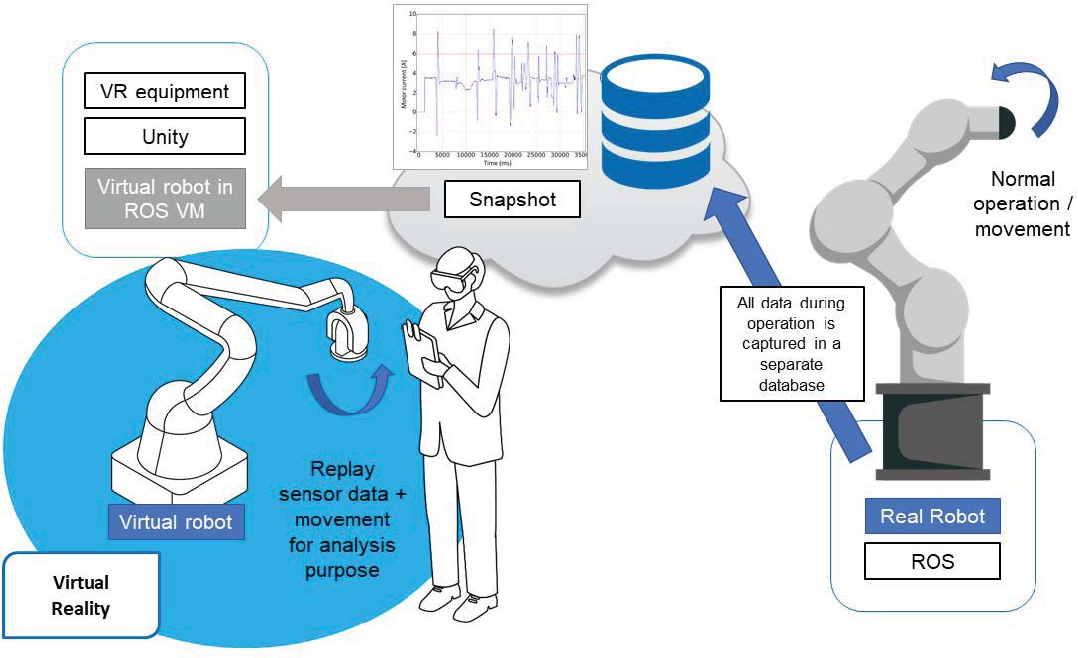 VR equipment
Unity
Virtual robot in
ROS VM
Motor current (A)
10
8
6
4
2
0
−2
−4
0
5000
10000
15000
20000
25000
30000
3500
Time (ms)
Snapshot
Normal
operation /
movement
All data during
operation is
captured in a
separate
database
Replay
sensor data +
movement
for analysis
purpose
Virtual robot
Virtual
Reality
Real Robot
ROS